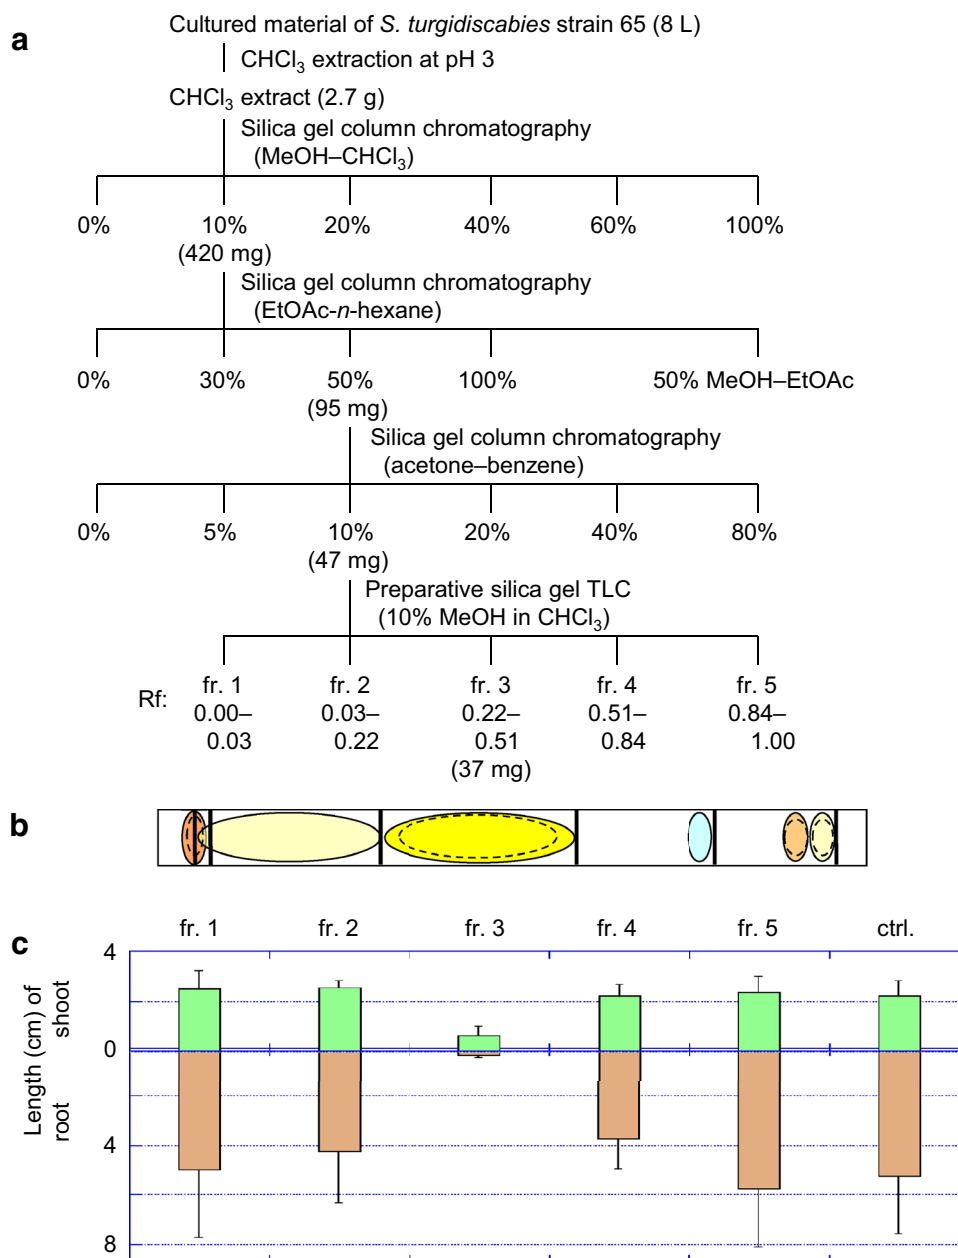 a
Cultured material of S. turgidiscabies strain 65 (8 L)
CHCl₃ extraction at pH 3
CHCl₃ extract (2.7 g)
Silica gel column chromatography
(MeOH–CHCl₃)
0% 10% 20% 40% 60% 100%
(420 mg)
Silica gel column chromatography
(EtOAc-n-hexane)
0% 30% 50% 100% 50% MeOH–EtOAc
(95 mg)
Silica gel column chromatography
(acetone–benzene)
0% 5% 10% 20% 40% 80%
(47 mg)
Preparative silica gel TLC
(10% MeOH in CHCl₃)
fr. 1 fr. 2 fr. 3 fr. 4 fr. 5
Rf: 0.00– 0.03– 0.22– 0.51– 0.84–
0.03 0.22 0.51 0.84 1.00
(37 mg)
b
c
fr. 1 fr. 2 fr. 3 fr. 4 fr. 5 ctrl.
4
0
4
8
Length (cm) of
shoot
root